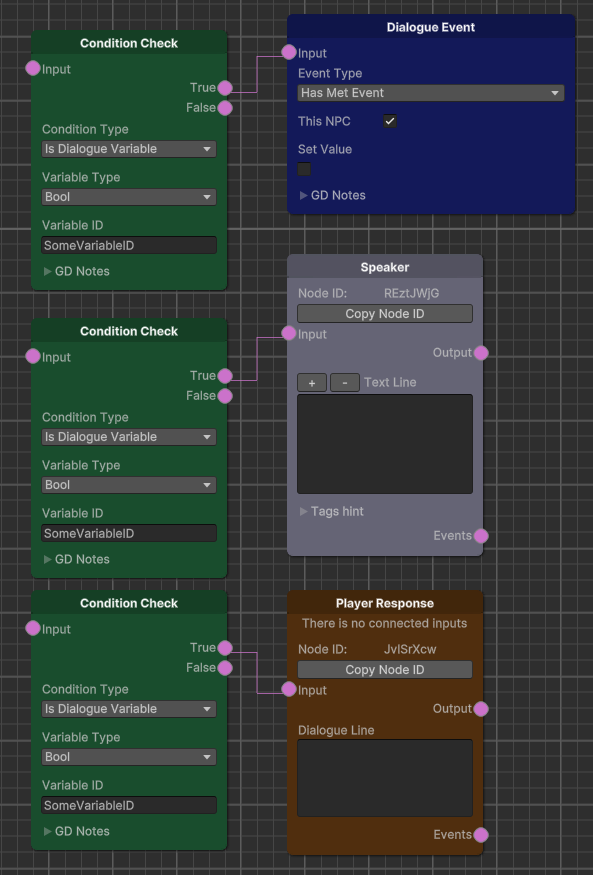 Condition Check
Input
True
False
Condition Type
Is Dialogue Variable
Variable Type
Bool
Variable ID
SomeVariableID
GD Notes
Dialogue Event
Input
Event Type
Has Met Event
This NPC
Set Value
GD Notes
Condition Check
Input
True
False
Condition Type
Is Dialogue Variable
Variable Type
Bool
Variable ID
SomeVariableID
GD Notes
Speaker
Node ID: REztJWjG
Copy Node ID
Input
Output
+ - Text Line
Tags hint
Events
Condition Check
Input
True
False
Condition Type
Is Dialogue Variable
Variable Type
Bool
Variable ID
SomeVariableID
GD Notes
Player Response
There is no connected inputs
Node ID: JvlSrXcw
Copy Node ID
Input
Output
Dialogue Line
Events